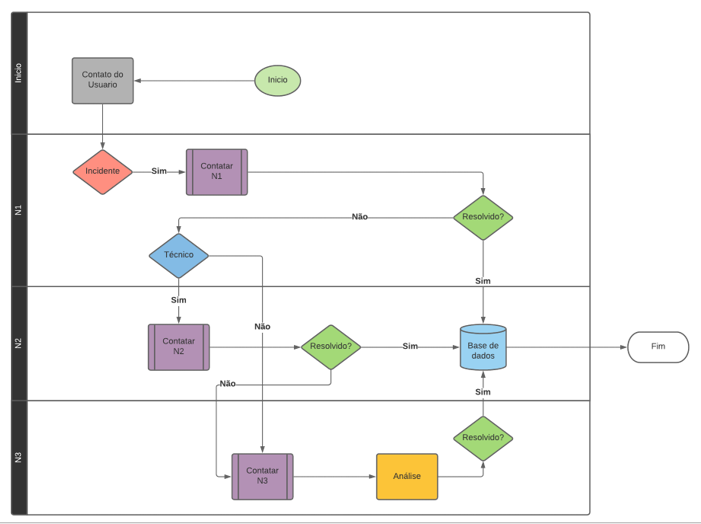 Inicio
Contato do
Usuario
Inicio
N1
Incidente
Sim
Contatar
N1
Resolvido?
Não
Técnico
Sim
Sim
Não
N2
Contatar
N2
Resolvido?
Sim
Base de
dados
Fim
Não
Sim
N3
Contatar
N3
Análise
Resolvido?